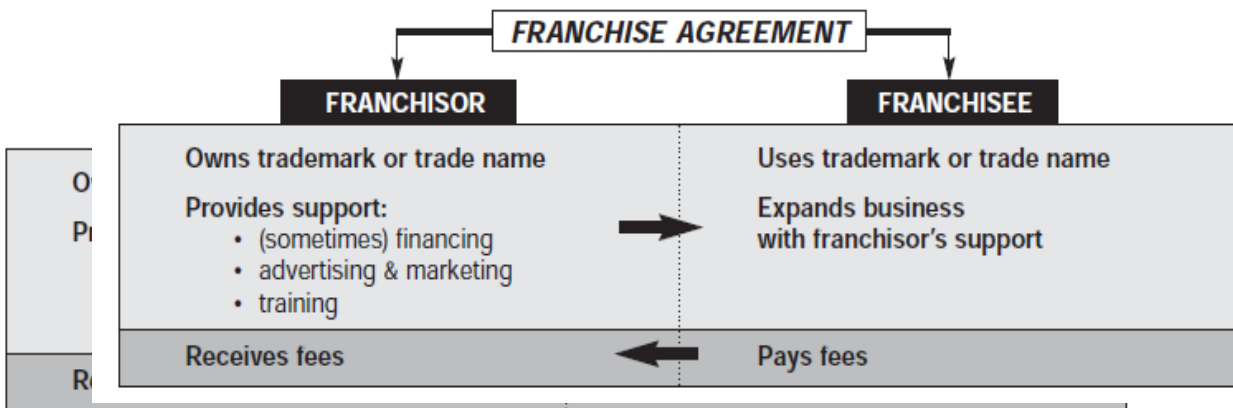 FRANCHISE AGREEMENT
FRANCHISOR
FRANCHISEE
Owns trademark or trade name
Provides support:
• (sometimes) financing
• advertising & marketing
• training
Uses trademark or trade name
Expands business
with franchisor's support
Receives fees
Pays fees